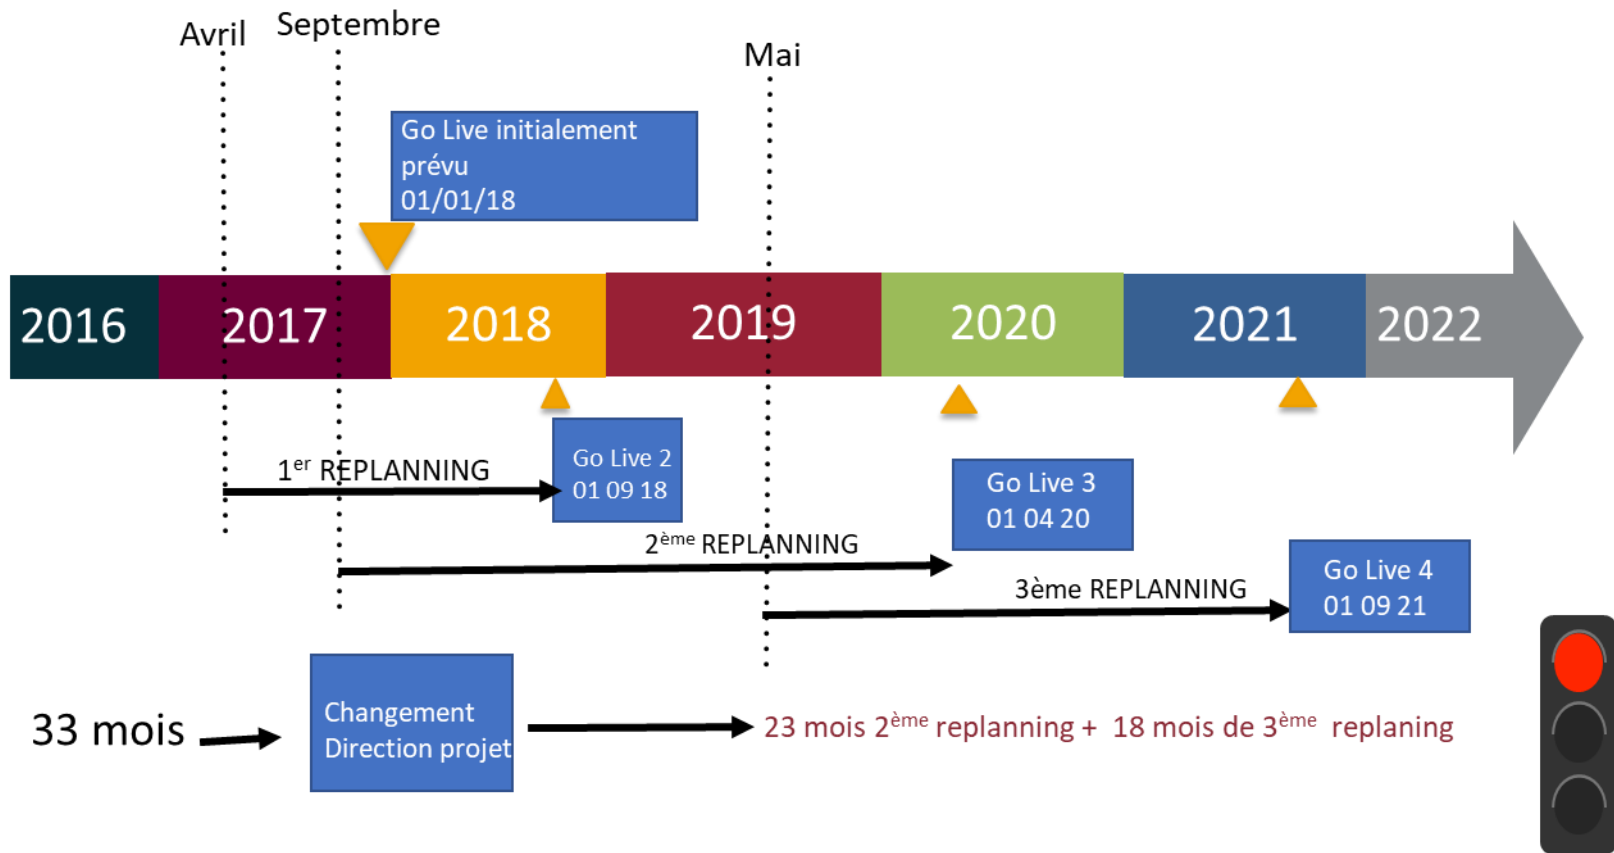 Avril
Septembre
Mai
Go Live initialement
prévu
01/01/18
2016
2017
2018
2019
2020
2021
2022
1er REPLANNING
Go Live 2
01 09 18
Go Live 3
01 04 20
2ème REPLANNING
Go Live 4
01 09 21
3ème REPLANNING
33 mois
Changement
Direction projet
23 mois 2ème replanning + 18 mois de 3ème replaning